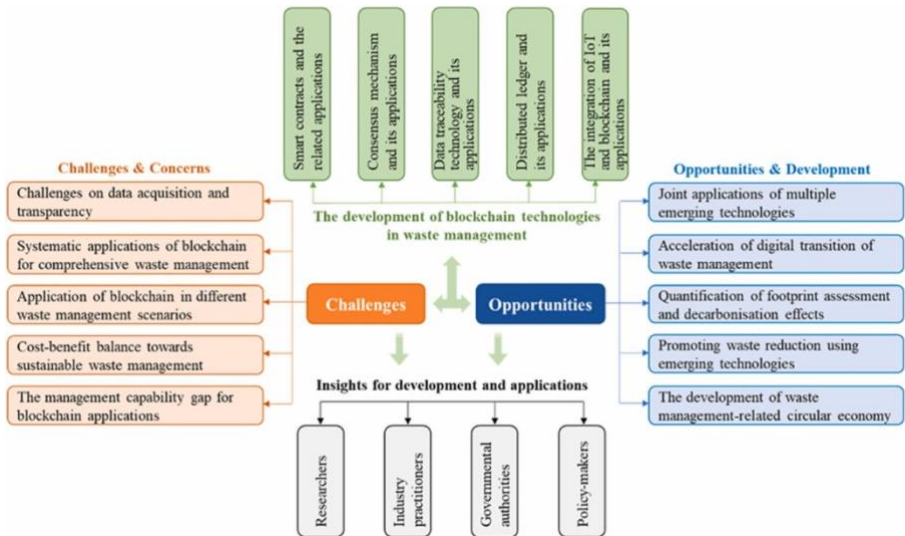 Smart contracts and the
related applications
Consensus mechanism
and its applications
Data traceability
technology and its
applications
Distributed ledger and
its applications
The integration of IoT
and blockchain and its
applications
The development of blockchain technologies
in waste management
Challenges & Concerns
Challenges on data acquisition and
transparency
Systematic applications of blockchain
for comprehensive waste management
Application of blockchain in different
waste management scenarios
Cost-benefit balance towards
sustainable waste management
The management capability gap for
blockchain applications
Challenges
Opportunities
Opportunities & Development
Joint applications of multiple
emerging technologies
Acceleration of digital transition of
waste management
Quantification of footprint assessment
and decarbonisation effects
Promoting waste reduction using
emerging technologies
The development of waste
management-related circular economy
Insights for development and applications
Researchers
Industry
practitioners
Governmental
authorities
Policy-makers